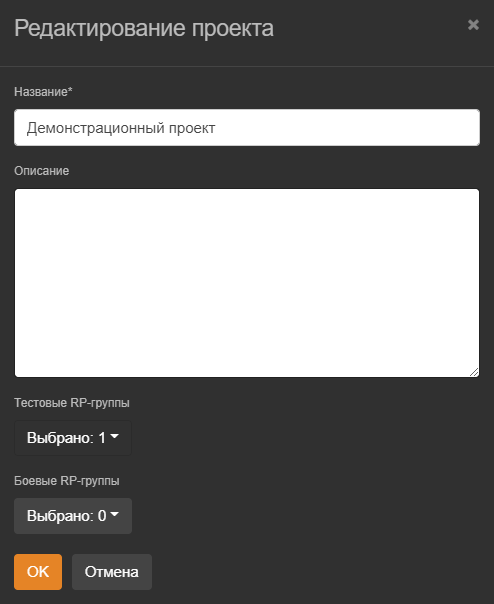 Редактирование проекта
Название*
Демонстрационный проект
Описание
Тестовые RP-группы
Выбрано: 1
Боевые RP-группы
Выбрано: 0
OK Отмена